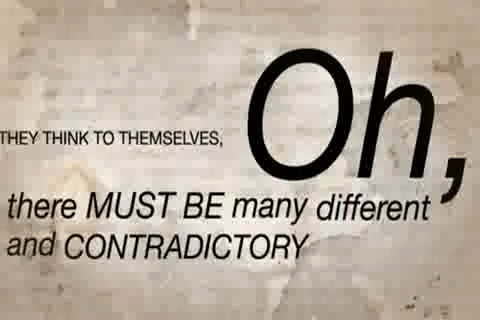 THEY THINK TO THEMSELVES, Oh,
there MUST BE many different
and CONTRADICTORY